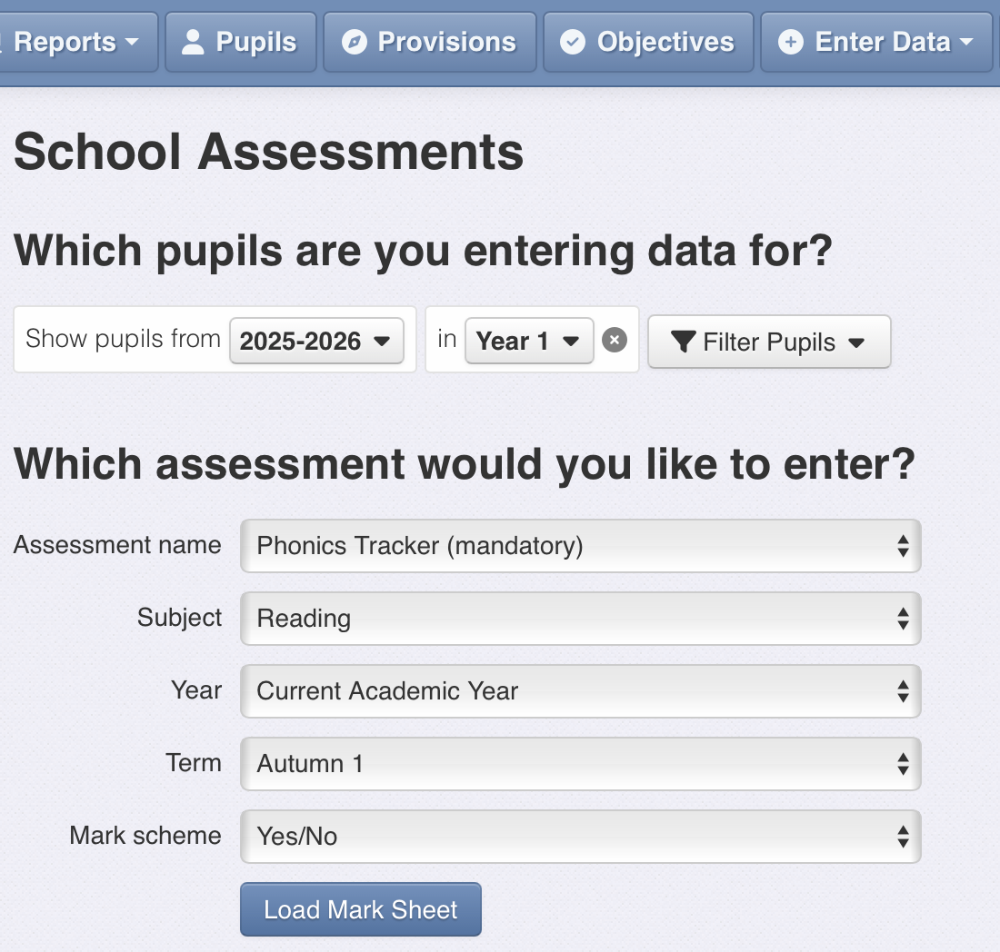 Reports Pupils Provisions Objectives Enter Data
School Assessments
Which pupils are you entering data for?
Show pupils from 2025-2026 in Year 1 Filter Pupils
Which assessment would you like to enter?
Assessment name Phonics Tracker (mandatory)
Subject Reading
Year Current Academic Year
Term Autumn 1
Mark scheme Yes/No
Load Mark Sheet